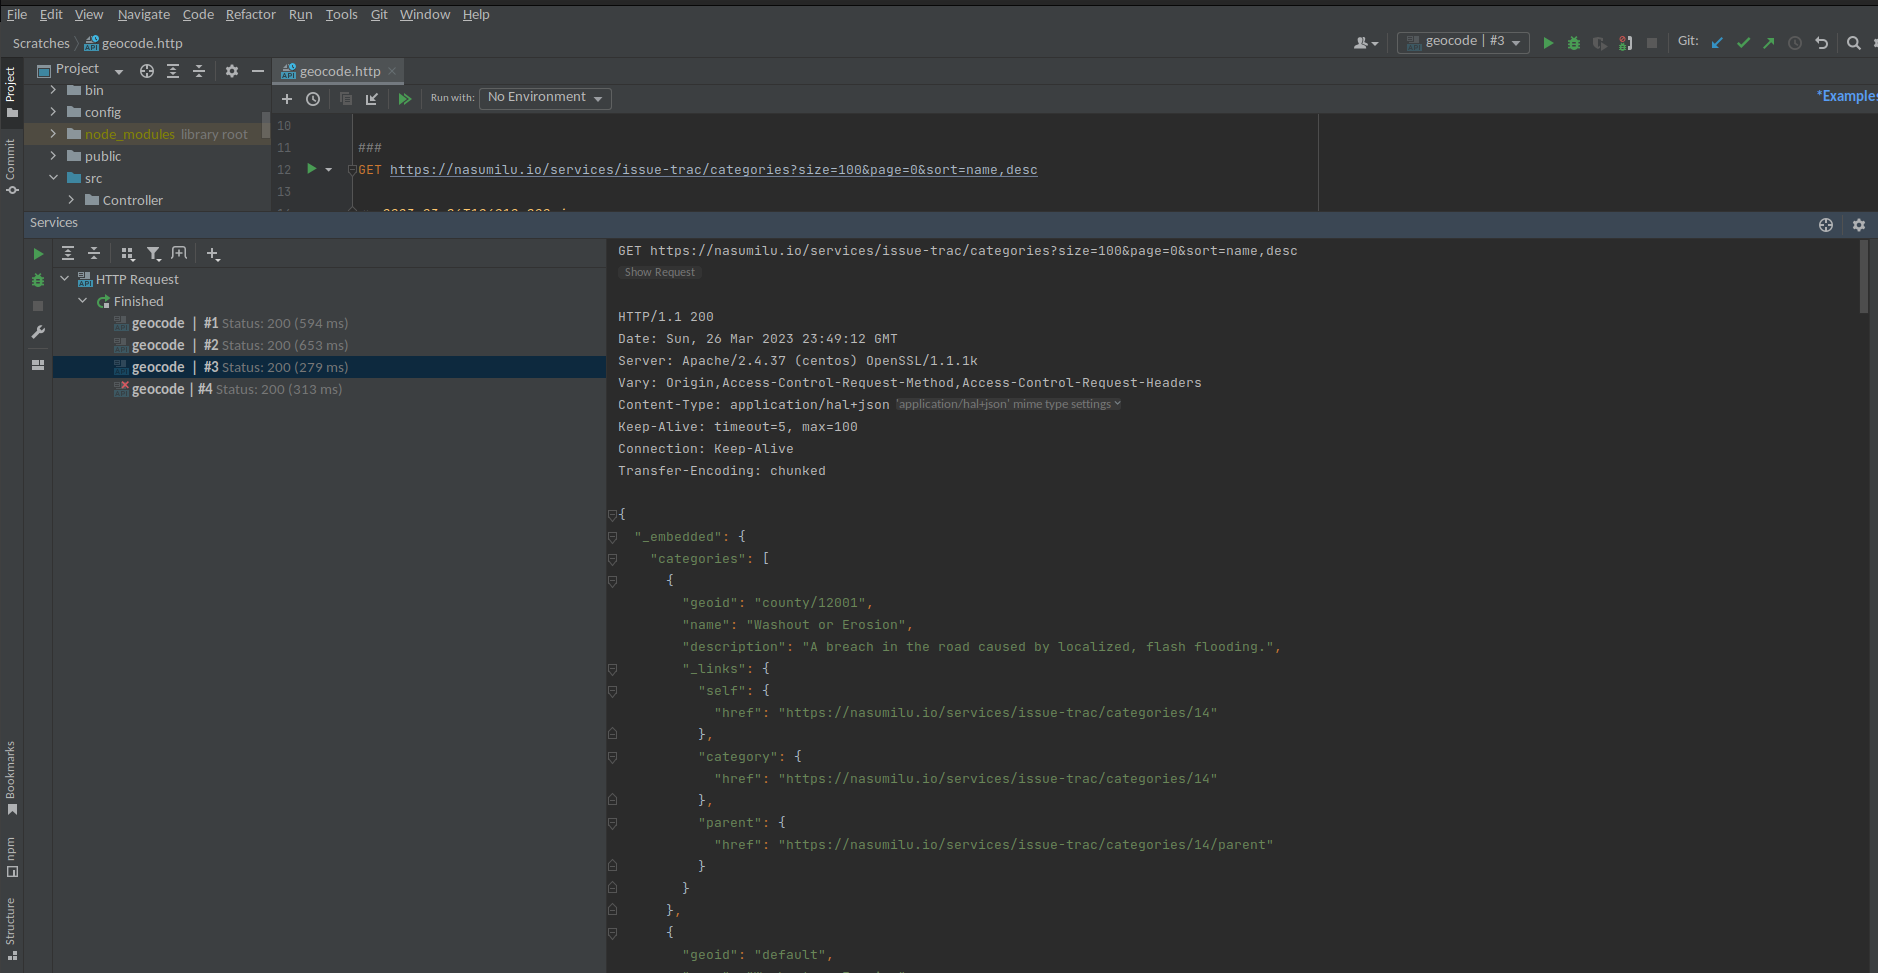 File Edit View Navigate Code Refactor Run Tools Git Window Help
Scratches geocode.http
geocode | #3
Git:
Project
geocode.http
bin
Run with: No Environment
*Examples
config
node_modules library root
public
src
Controller
Project
Commit
10
11 ###
12 GET https://nasumilu.io/services/issue-trac/categories?size=100&page=0&sort=name,desc
13
Services
HTTP Request
Finished
geocode | #1 Status: 200 (594 ms)
geocode | #2 Status: 200 (653 ms)
geocode | #3 Status: 200 (279 ms)
geocode | #4 Status: 200 (313 ms)
GET https://nasumilu.io/services/issue-trac/categories?size=100&page=0&sort=name,desc
Show Request
HTTP/1.1 200
Date: Sun, 26 Mar 2023 23:49:12 GMT
Server: Apache/2.4.37 (centos) OpenSSL/1.1.1k
Vary: Origin,Access-Control-Request-Method,Access-Control-Request-Headers
Content-Type: application/hal+json 'application/hal+json' mime type settings
Keep-Alive: timeout=5, max=100
Connection: Keep-Alive
Transfer-Encoding: chunked
{
"_embedded": {
"categories": [
{
"geoid": "county/12001",
"name": "Washout or Erosion",
"description": "A breach in the road caused by localized, flash flooding.",
"_links": {
"self": {
"href": "https://nasumilu.io/services/issue-trac/categories/14"
},
"category": {
"href": "https://nasumilu.io/services/issue-trac/categories/14"
},
"parent": {
"href": "https://nasumilu.io/services/issue-trac/categories/14/parent"
}
}
},
{
"geoid": "default",
Bookmarks
npm
Structure